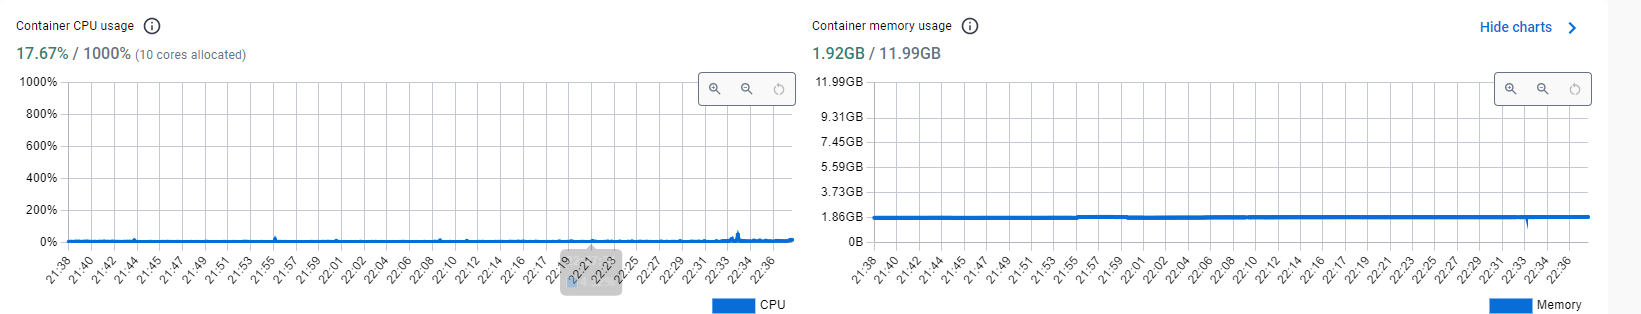 Container CPU usage
17.67% / 1000% (10 cores allocated)
1000%
800%
600%
400%
200%
0%
21:38 21:40 21:42 21:44 21:45 21:47 21:49 21:51 21:53 21:55 21:57 21:59 22:01 22:02 22:04 22:06 22:08 22:10 22:12 22:14 22:16 22:17 22:19 22:21 22:23 22:25 22:27 22:29 22:31 22:33 22:34 22:36
CPU
Container memory usage
1.92GB / 11.99GB
Hide charts
11.99GB
9.31GB
7.45GB
5.59GB
3.73GB
1.86GB
0B
21:38 21:40 21:42 21:44 21:45 21:47 21:49 21:51 21:53 21:55 21:57 21:59 22:01 22:02 22:04 22:06 22:08 22:10 22:12 22:14 22:16 22:17 22:19 22:21 22:23 22:25 22:27 22:29 22:31 22:33 22:34 22:36
Memory